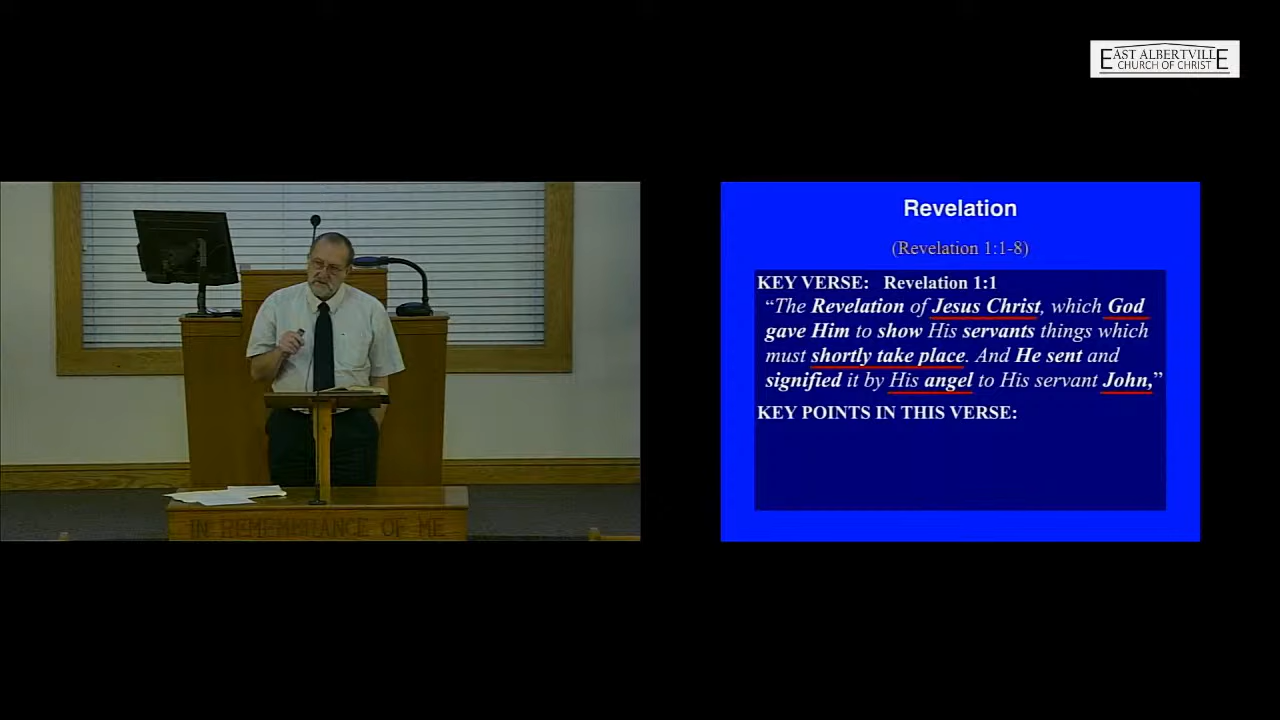 EAST ALBERTVILLE
CHURCH OF CHRIST
Revelation
(Revelation 1:1-8)
KEY VERSE: Revelation 1:1
“The Revelation of Jesus Christ, which God
gave Him to show His servants things which
must shortly take place. And He sent and
signified it by His angel to His servant John,”
KEY POINTS IN THIS VERSE:
IN REMEMBRANCE OF ME